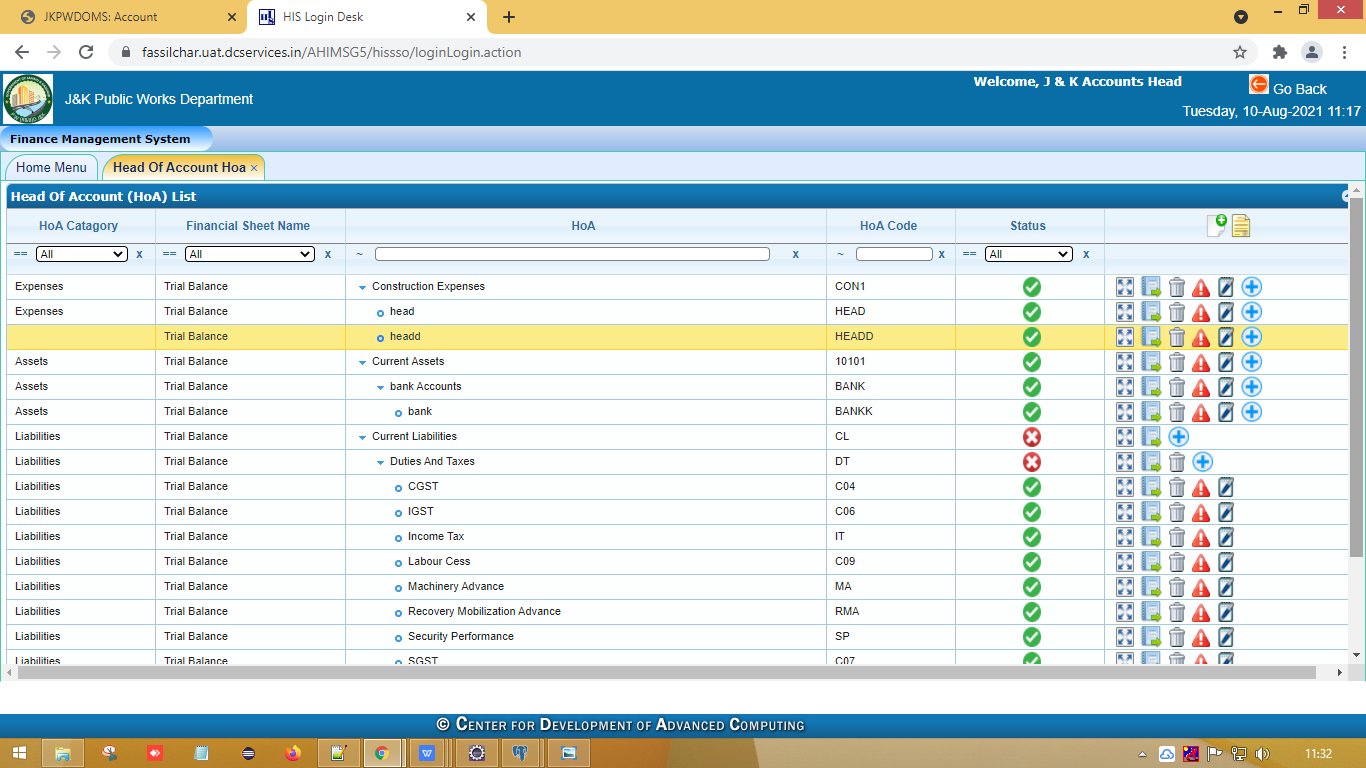 JKPWDOMS: Account
HIS Login Desk
fassilchar.uat.dcservices.in/AHIMSG5/hissso/loginLogin.action
J&K Public Works Department
Welcome, J & K Accounts Head
Go Back
Tuesday, 10-Aug-2021 11:17
Finance Management System
Home Menu
Head Of Account Hoa ×
Head Of Account (HoA) List
HoA Catagory Financial Sheet Name HoA HoA Code Status
== All x == All x ~ x ~ x == All x
Expenses Trial Balance Construction Expenses CON1
Expenses Trial Balance head HEAD
Trial Balance headd HEADD
Assets Trial Balance Current Assets 10101
Assets Trial Balance bank Accounts BANK
Assets Trial Balance bank BANKK
Liabilities Trial Balance Current Liabilities CL
Liabilities Trial Balance Duties And Taxes DT
Liabilities Trial Balance CGST C04
Liabilities Trial Balance IGST C06
Liabilities Trial Balance Income Tax IT
Liabilities Trial Balance Labour Cess C09
Liabilities Trial Balance Machinery Advance MA
Liabilities Trial Balance Recovery Mobilization Advance RMA
Liabilities Trial Balance Security Performance SP
Liabilities Trial Balance SGST C07
© Center for Development of Advanced Computing
11:32